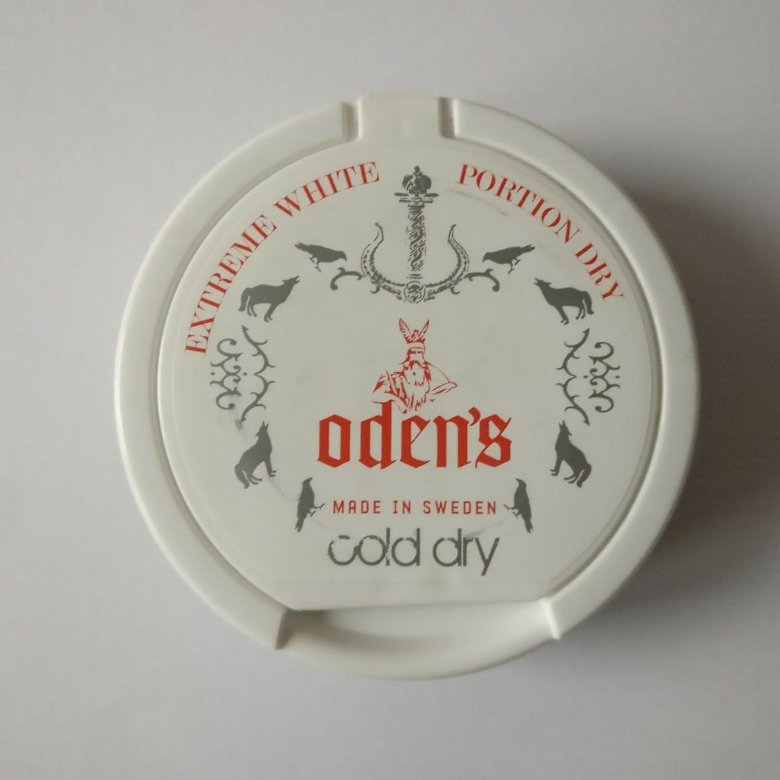 EXTREME WHITE PORTION DRY
oden's
MADE IN SWEDEN
cold dry